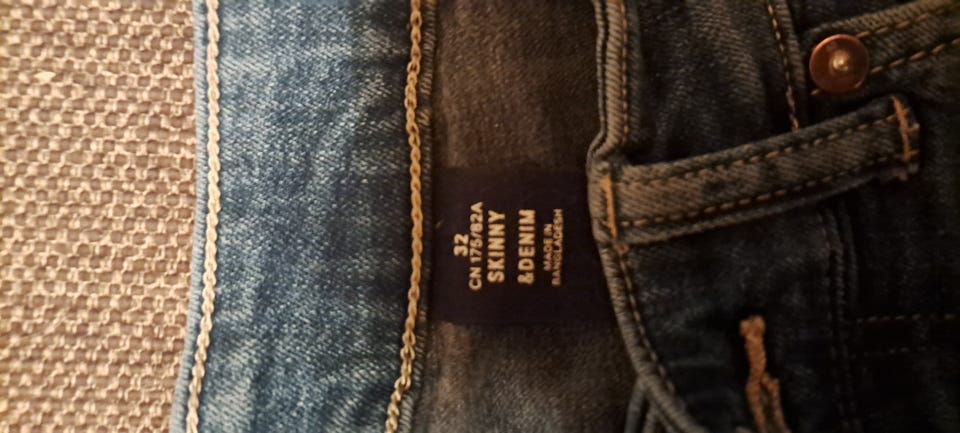 32
CN 175/82A
SKINNY
&DENIM
MADE IN
BANGLADESH